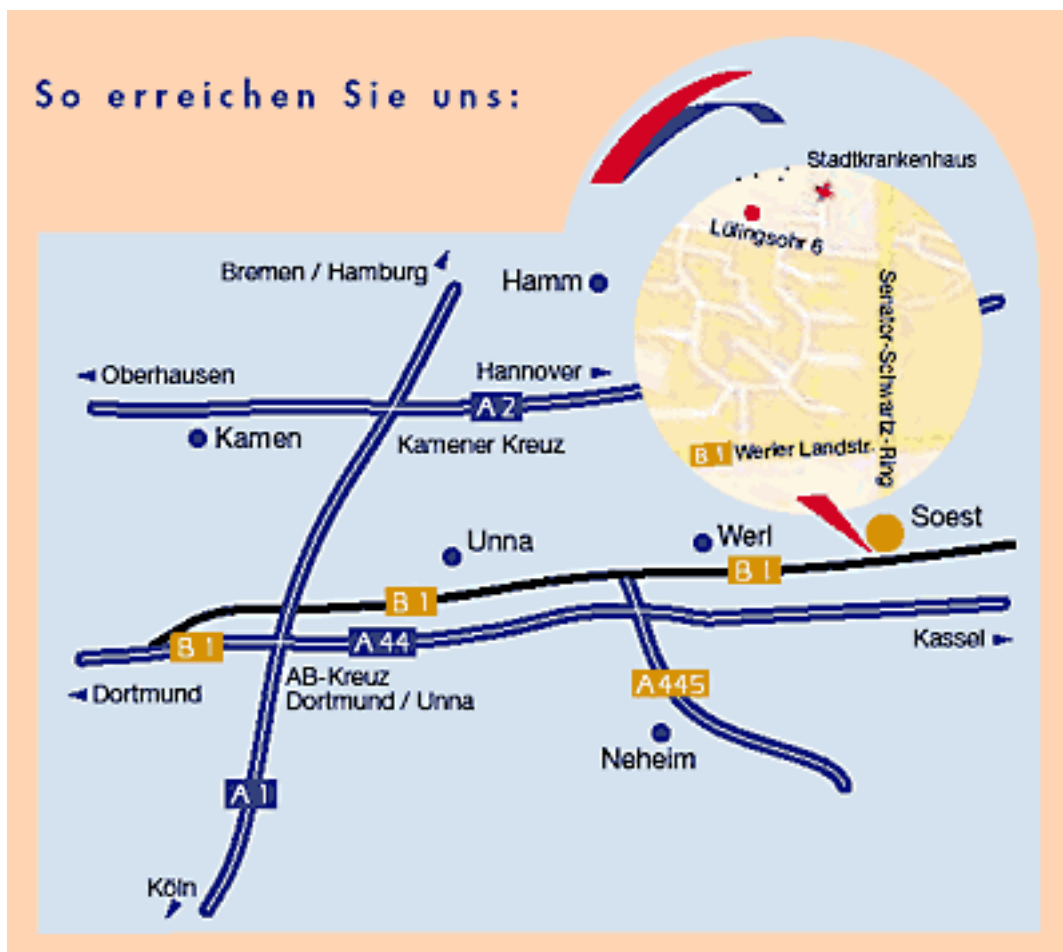 So erreichen Sie uns:
Stadtkrankenhaus
Lüfingsohr 6
Bremen / Hamburg
Hamm
Senator-Schwartz-Ring
Oberhausen
Hannover
A 2
Kamen
Kamener Kreuz
B 1 Werler Landstr.
Soest
Unna
Werl
B 1
B 1
B 1
A 44
Kassel
AB-Kreuz
Dortmund / Unna
Dortmund
A 445
Neheim
A 1
Köln